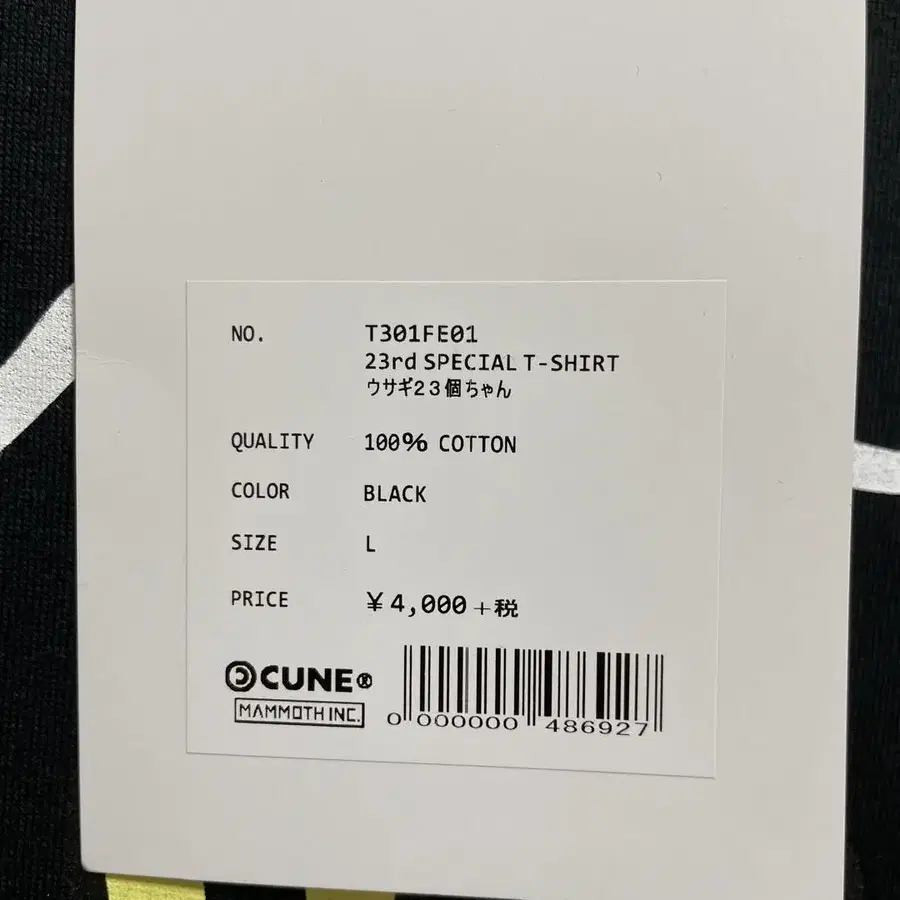 NO. T301FE01
23rd SPECIAL T-SHIRT
ウサギ23個ちゃん
QUALITY 100% COTTON
COLOR BLACK
SIZE L
PRICE ¥4,000+税
CUNE®
MAMMOTH INC.
0 000000 486927